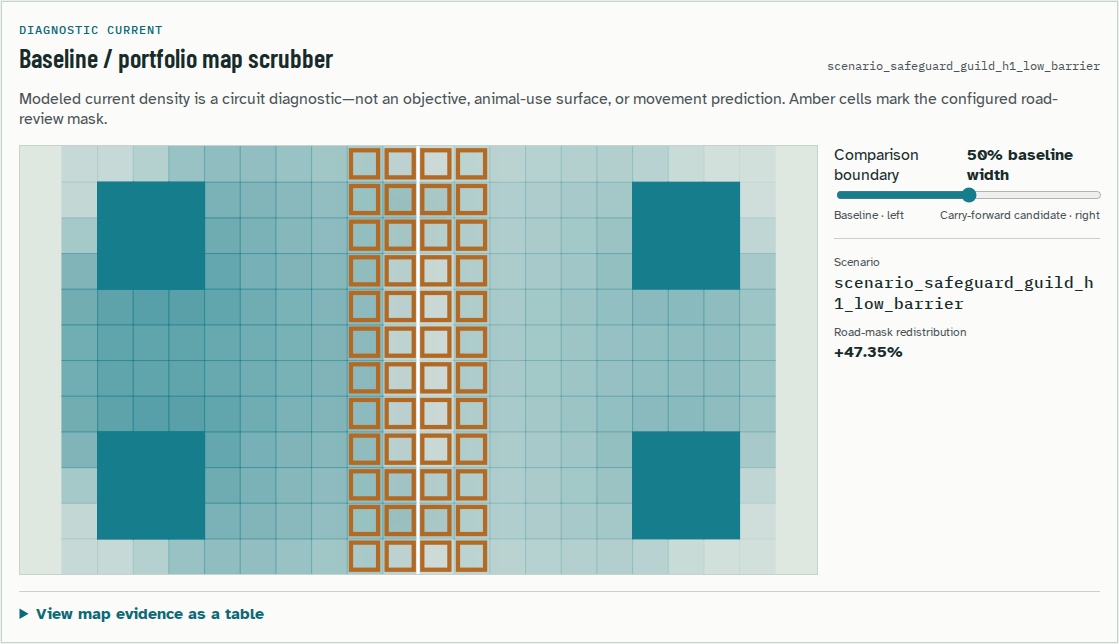 DIAGNOSTIC CURRENT
Baseline / portfolio map scrubber
scenario_safeguard_guild_h1_low_barrier
Modeled current density is a circuit diagnostic—not an objective, animal-use surface, or movement prediction. Amber cells mark the configured road-
review mask.
Comparison
boundary
50% baseline
width
Baseline · left
Carry-forward candidate · right
Scenario
scenario_safeguard_guild_h
1_low_barrier
Road-mask redistribution
+47.35%
▶ View map evidence as a table